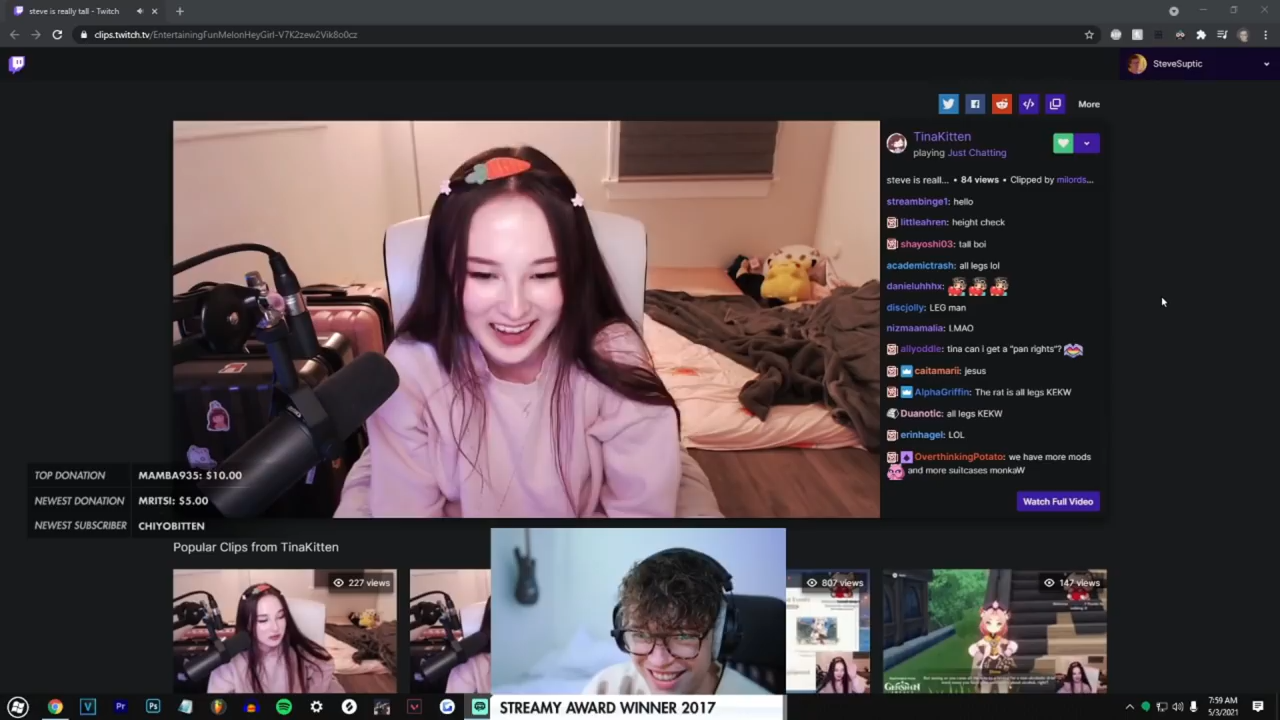 steve is really tall - Twitch
clips.twitch.tv/EntertainingFunMelonHeyGirl-V7K2zew2Vik8o0cz
SteveSuptic
More
TinaKitten
playing Just Chatting
steve is reall... • 84 views • Clipped by milords...
streambinge1: hello
littleahren: height check
shayoshi03: tall boi
academictrash: all legs lol
danieluhhhx:
discjolly: LEG man
nizmaamalia: LMAO
allyoddle: tina can i get a "pan rights"?
caitamarii: jesus
AlphaGriffin: The rat is all legs KEKW
Duanotic: all legs KEKW
erinhagel: LOL
OverthinkingPotato: we have more mods
and more suitcases monkaW
Watch Full Video
TOP DONATION MAMBA935: $10.00
NEWEST DONATION MRITSI: $5.00
NEWEST SUBSCRIBER CHIYOBITTEN
Popular Clips from TinaKitten
227 views
807 views
147 views
GENSHIN
STREAMY AWARD WINNER 2017
7:59 AM
5/3/2021